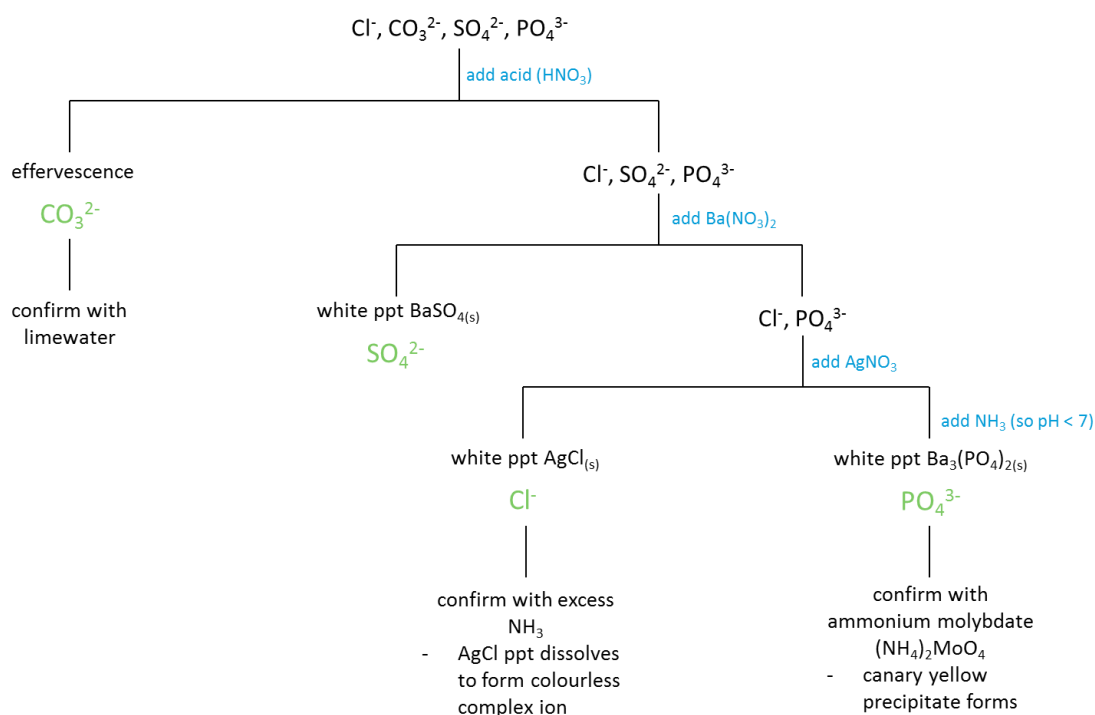 Cl⁻, CO₃²⁻, SO₄²⁻, PO₄³⁻
add acid (HNO₃)
effervescence
CO₃²⁻
confirm with
limewater
Cl⁻, SO₄²⁻, PO₄³⁻
add Ba(NO₃)₂
white ppt BaSO₄₍ₛ₎
SO₄²⁻
Cl⁻, PO₄³⁻
add AgNO₃
white ppt AgCl₍ₛ₎
Cl⁻
confirm with excess
NH₃
- AgCl ppt dissolves
to form colourless
complex ion
add NH₃ (so pH < 7)
white ppt Ba₃(PO₄)₂₍ₛ₎
PO₄³⁻
confirm with
ammonium molybdate
(NH₄)₂MoO₄
- canary yellow
precipitate forms